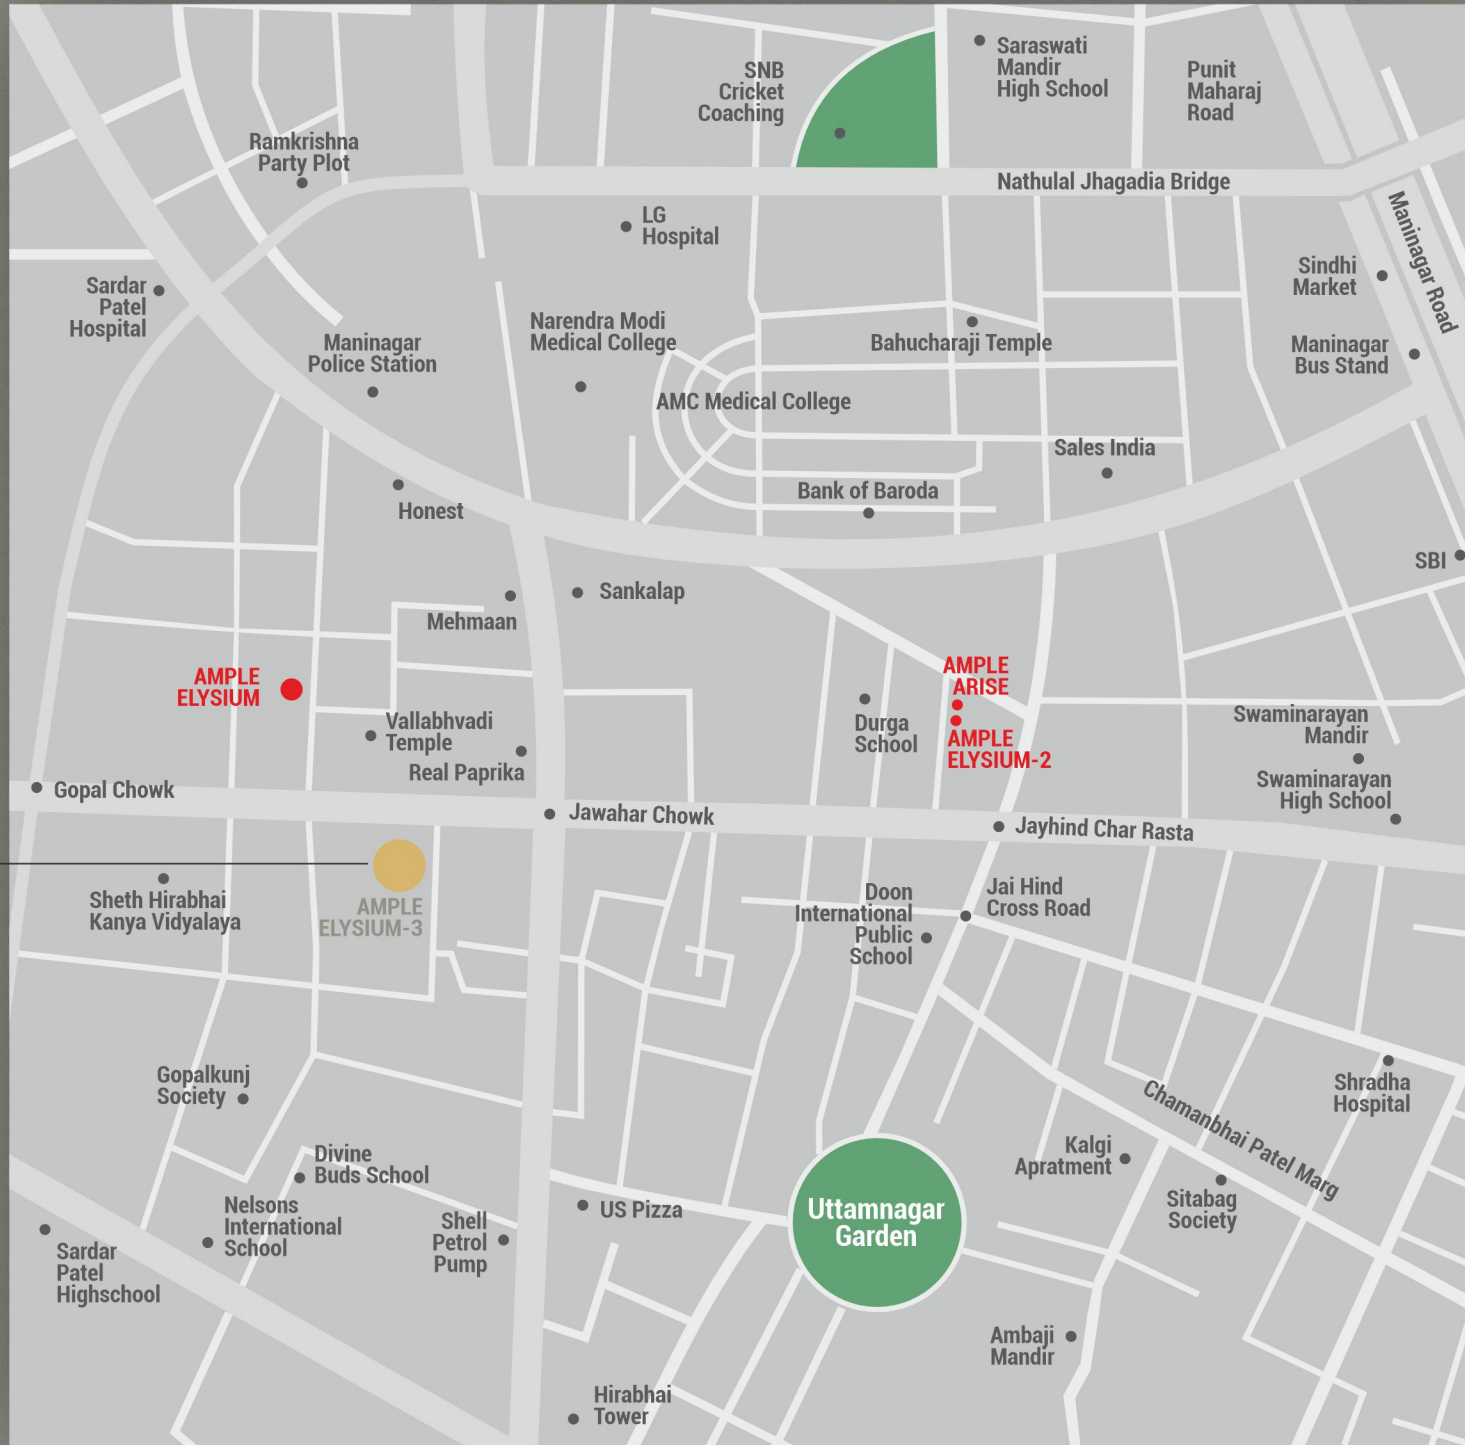 SNB
Cricket
Coaching
Saraswati
Mandir
High School
Punit
Maharaj
Road
Ramkrishna
Party Plot
Nathulal Jhagadia Bridge
Maninagar Road
LG
Hospital
Sardar
Patel
Hospital
Sindhi
Market
Maninagar
Police Station
Narendra Modi
Medical College
Bahucharaji Temple
Maninagar
Bus Stand
AMC Medical College
Sales India
Honest
Bank of Baroda
SBI
Mehmaan
Sankalap
AMPLE
ELYSIUM
AMPLE
ARISE
AMPLE
ELYSIUM-2
Vallabhvadi
Temple
Real Paprika
Durga
School
Swaminarayan
Mandir
Swaminarayan
High School
Gopal Chowk
Jawahar Chowk
Jayhind Char Rasta
Sheth Hirabhai
Kanya Vidyalaya
AMPLE
ELYSIUM-3
Doon
International
Public
School
Jai Hind
Cross Road
Gopalkunj
Society
Shradha
Hospital
Chamanbhai Patel Marg
Divine
Buds School
Kalgi
Apratment
Sitabag
Society
Nelsons
International
School
Shell
Petrol
Pump
US Pizza
Uttamnagar
Garden
Sardar
Patel
Highschool
Ambaji
Mandir
Hirabhai
Tower